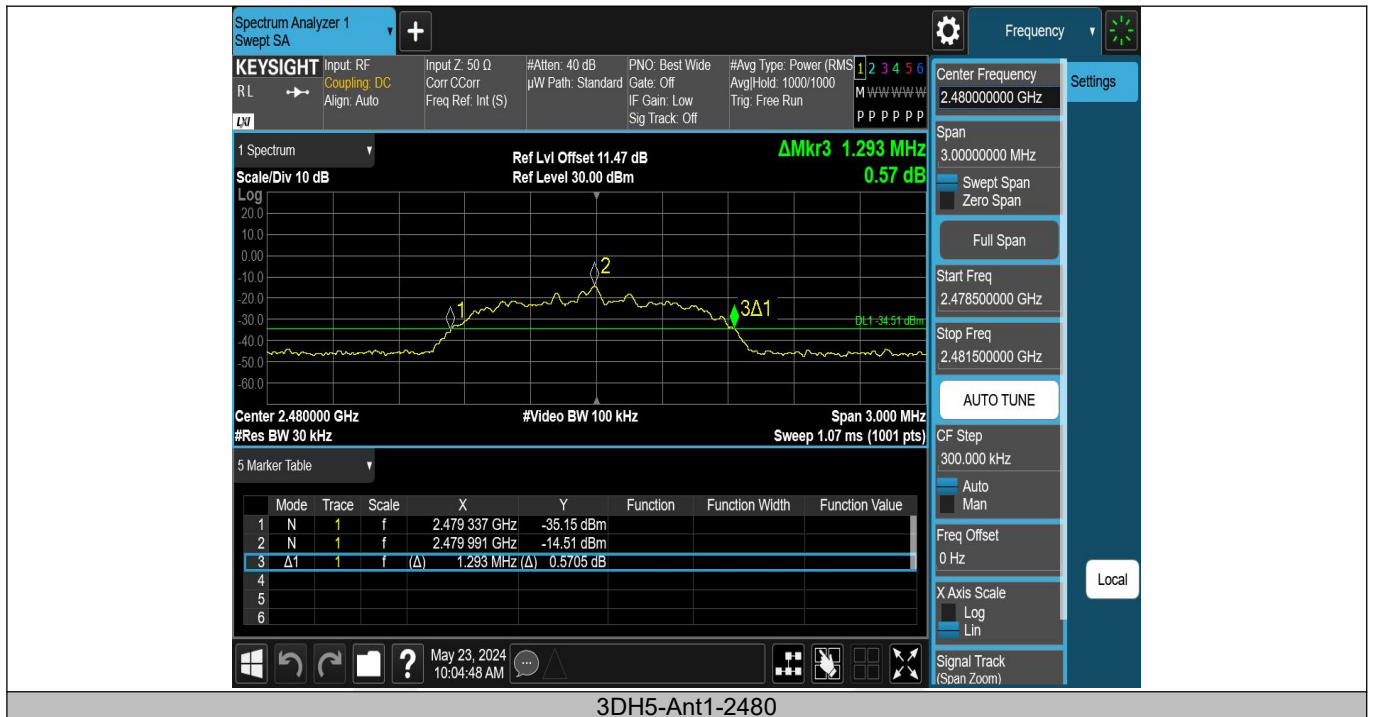 Spectrum Analyzer 1
Swept SA
Frequency
KEYSIGHT
RL
LXI
Input: RF
Coupling: DC
Align: Auto
Input Z: 50 Ω
Corr CCorr
Freq Ref: Int (S)
#Atten: 40 dB
µW Path: Standard
PNO: Best Wide
Gate: Off
IF Gain: Low
Sig Track: Off
#Avg Type: Power (RMS
Avg|Hold: 1000/1000
Trig: Free Run
1 2 3 4 5 6
M W W W W W
P P P P P P
1 Spectrum
Scale/Div 10 dB
Ref Lvl Offset 11.47 dB
Ref Level 30.00 dBm
ΔMkr3 1.293 MHz
0.57 dB
Log
20.0
10.0
0.00
-10.0
-20.0
-30.0
-40.0
-50.0
-60.0
1
2
3Δ1
DL1 -34.51 dBm
Center 2.480000 GHz
#Video BW 100 kHz
Span 3.000 MHz
#Res BW 30 kHz
Sweep 1.07 ms (1001 pts)
5 Marker Table
Mode Trace Scale X Y Function Function Width Function Value
1 N 1 f 2.479 337 GHz -35.15 dBm
2 N 1 f 2.479 991 GHz -14.51 dBm
3 Δ1 1 f (Δ) 1.293 MHz (Δ) 0.5705 dB
4
5
6
?
May 23, 2024
10:04:48 AM
Center Frequency
2.480000000 GHz
Settings
Span
3.00000000 MHz
Swept Span
Zero Span
Full Span
Start Freq
2.478500000 GHz
Stop Freq
2.481500000 GHz
AUTO TUNE
CF Step
300.000 kHz
Auto
Man
Freq Offset
0 Hz
Local
X Axis Scale
Log
Lin
Signal Track
(Span Zoom)
3DH5-Ant1-2480